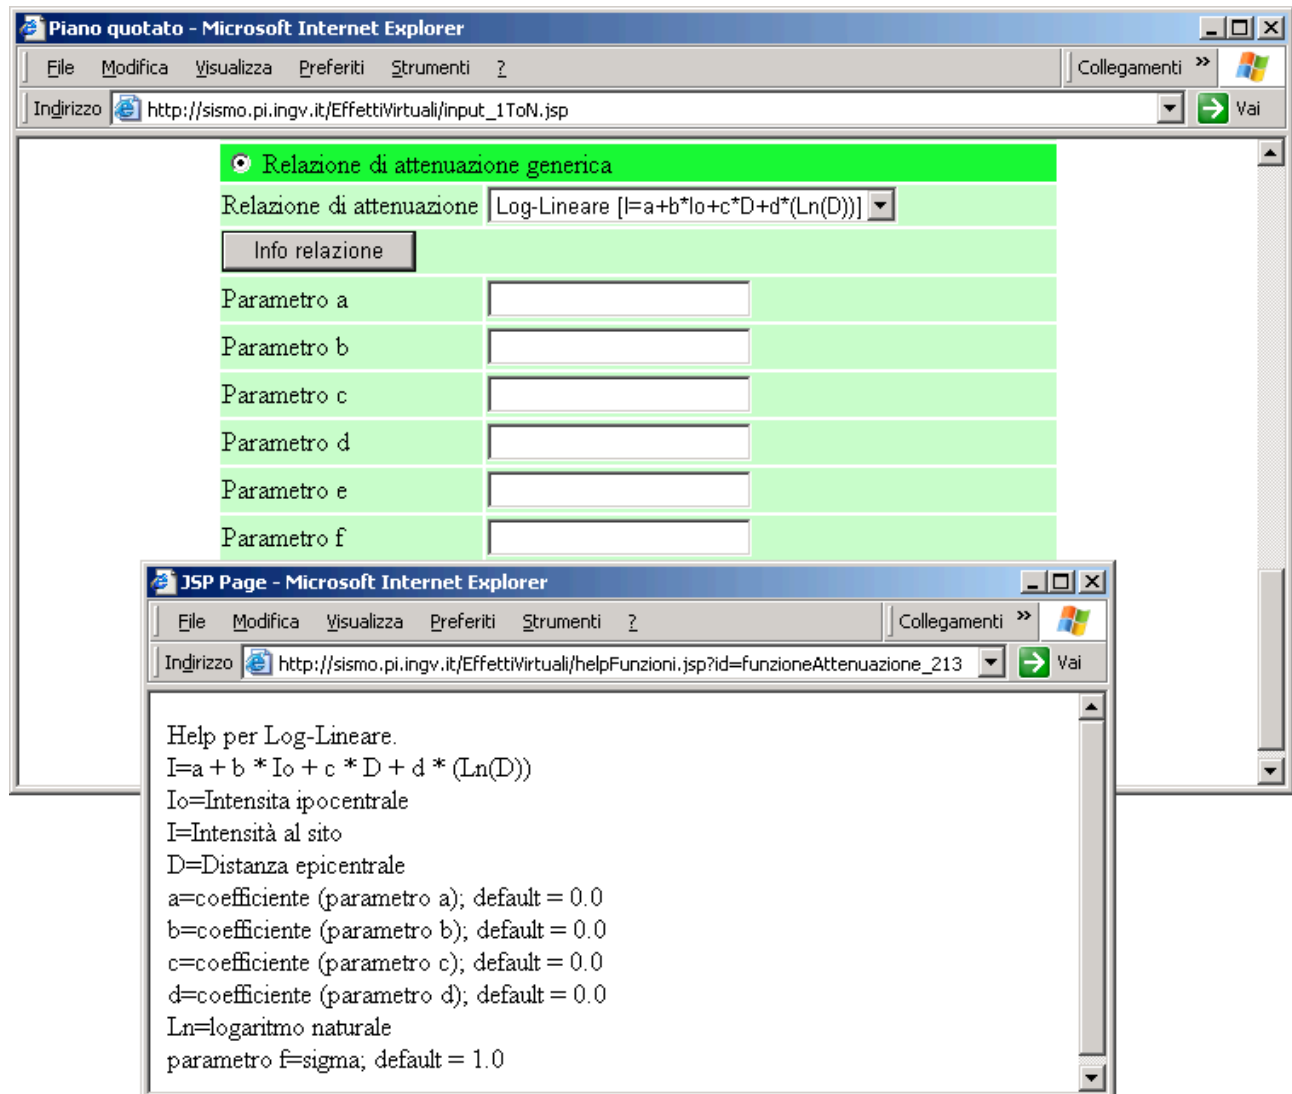 Piano quotato - Microsoft Internet Explorer
File Modifica Visualizza Preferiti Strumenti ? Collegamenti »
Indirizzo http://sismo.pi.ingv.it/EffettiVirtuali/input_1ToN.jsp Vai
Relazione di attenuazione generica
Relazione di attenuazione Log-Lineare [I=a+b*Io+c*D+d*(Ln(D))]
Info relazione
Parametro a
Parametro b
Parametro c
Parametro d
Parametro e
Parametro f
JSP Page - Microsoft Internet Explorer
File Modifica Visualizza Preferiti Strumenti ? Collegamenti »
Indirizzo http://sismo.pi.ingv.it/EffettiVirtuali/helpFunzioni.jsp?id=funzioneAttenuazione_213 Vai
Help per Log-Lineare.
I=a + b * Io + c * D + d * (Ln(D))
Io=Intensita ipocentrale
I=Intensità al sito
D=Distanza epicentrale
a=coefficiente (parametro a); default = 0.0
b=coefficiente (parametro b); default = 0.0
c=coefficiente (parametro c); default = 0.0
d=coefficiente (parametro d); default = 0.0
Ln=logaritmo naturale
parametro f=sigma; default = 1.0